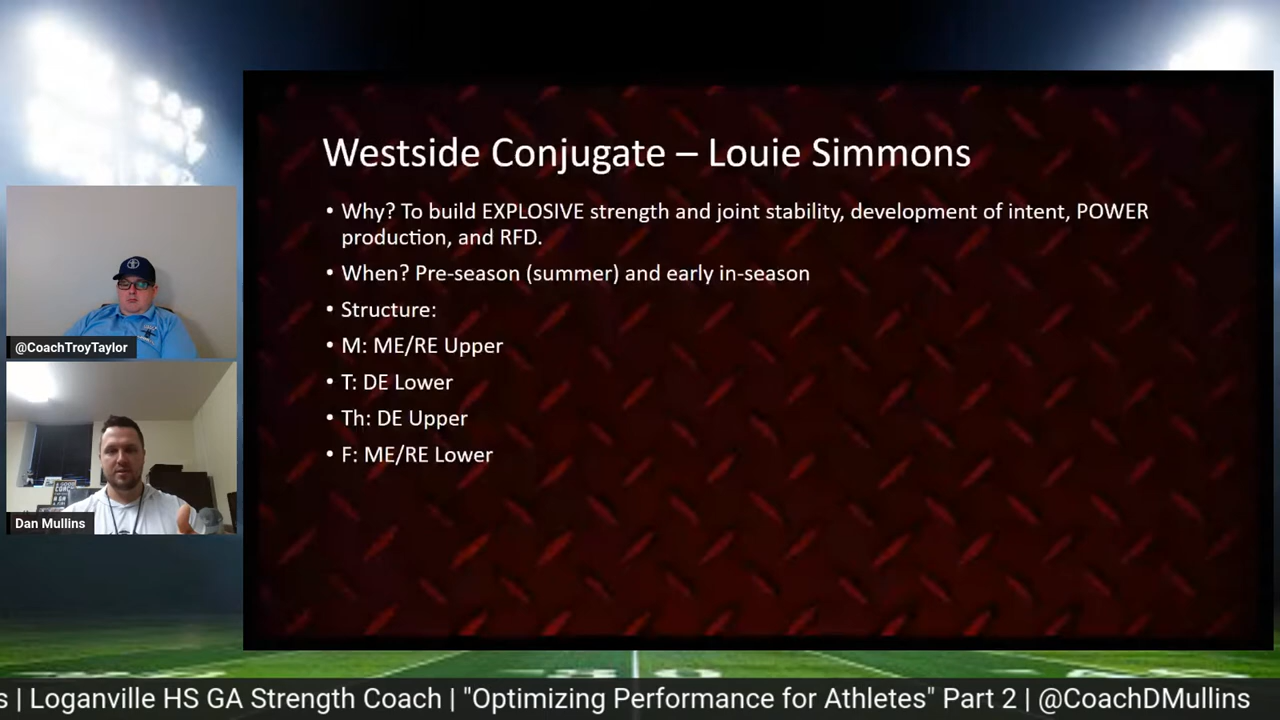 Westside Conjugate – Louie Simmons
• Why? To build EXPLOSIVE strength and joint stability, development of intent, POWER
production, and RFD.
• When? Pre-season (summer) and early in-season
• Structure:
• M: ME/RE Upper
• T: DE Lower
• Th: DE Upper
• F: ME/RE Lower
@CoachTroyTaylor
Dan Mullins
s | Loganville HS GA Strength Coach | "Optimizing Performance for Athletes" Part 2 | @CoachDMullins